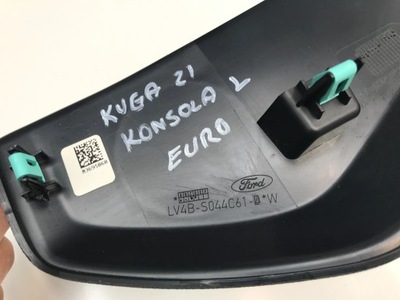 KUGA 21
KONSOLA L
EURO
Ford
LV4B-S044C61-
*W